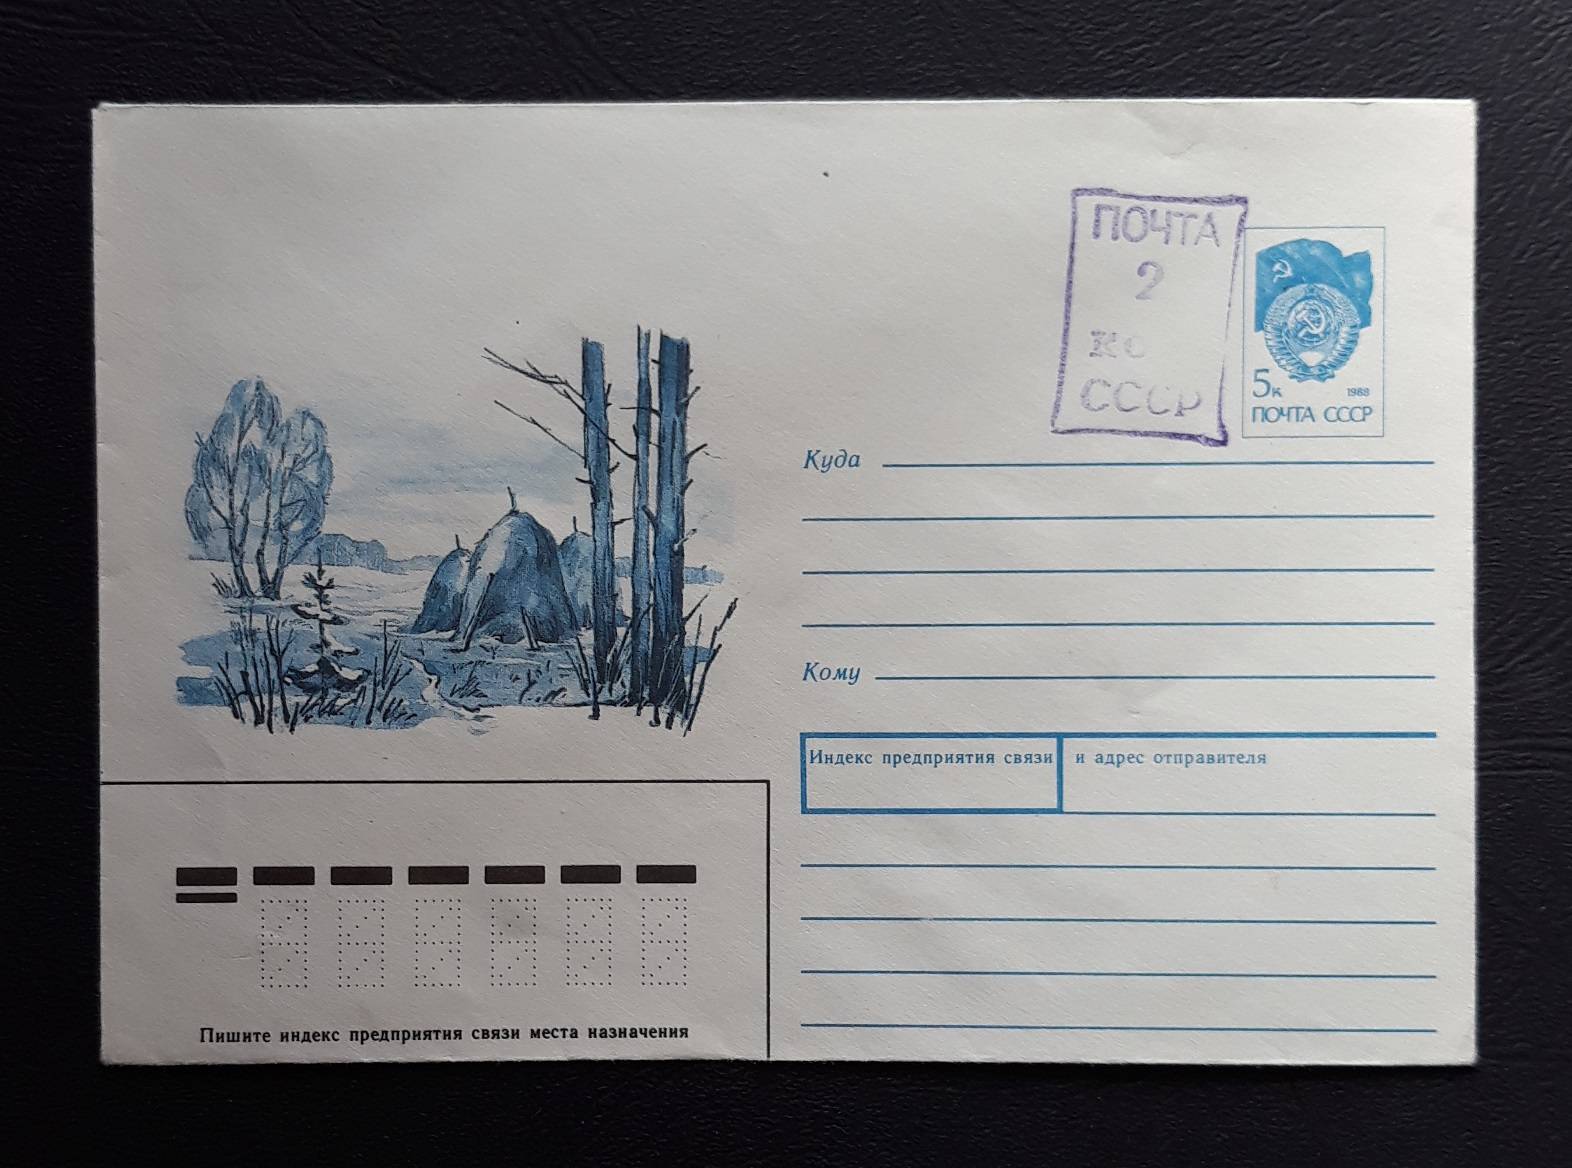 ПОЧТА
2
СССР
5к 1988
ПОЧТА СССР
Куда
Кому
Индекс предприятия связи и адрес отправителя
Пишите индекс предприятия связи места назначения